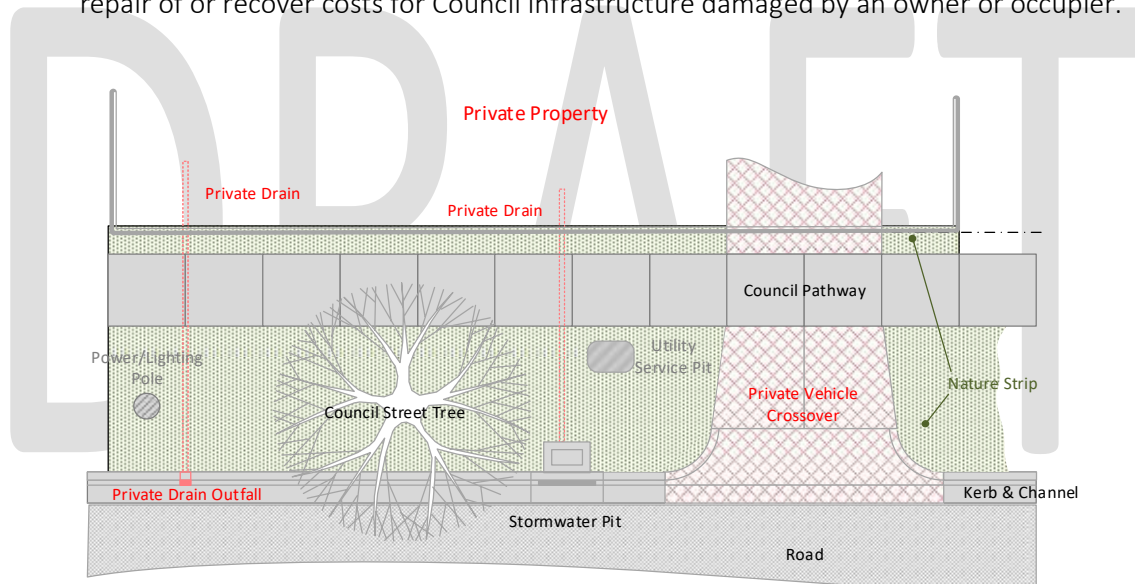 repair of or recover costs for Council infrastructure damaged by an owner or occupier.
DRAFT
Private Property
Private Drain
Private Drain
Council Pathway
Power/Lighting
Pole
Utility
Service Pit
Nature Strip
Private Vehicle
Crossover
Council Street Tree
Private Drain Outfall
Kerb & Channel
Stormwater Pit
Road